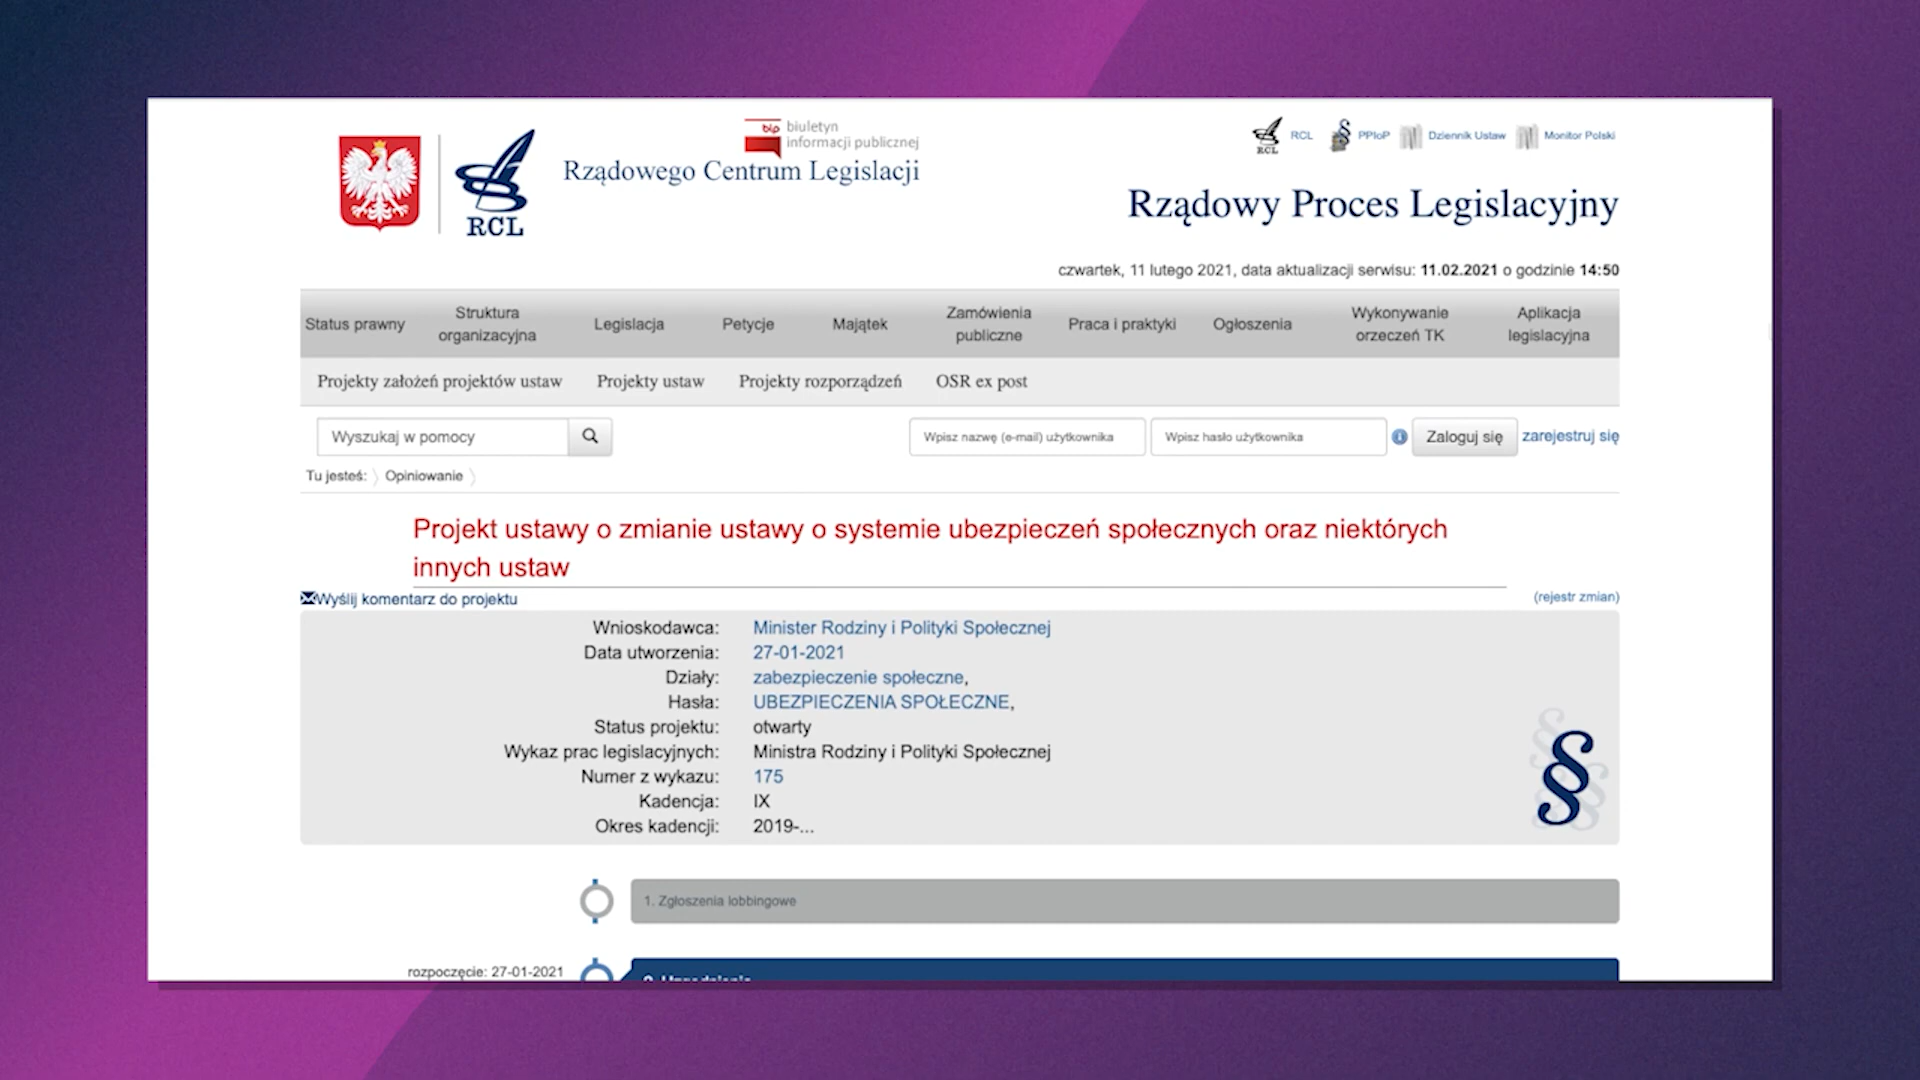 bip biuletyn
informacji publicznej
Rządowego Centrum Legislacji
RCL
RCL
PPIoP
Dziennik Ustaw
Monitor Polski
RCL
Rządowy Proces Legislacyjny
czwartek, 11 lutego 2021, data aktualizacji serwisu: 11.02.2021 o godzinie 14:50
Status prawny
Struktura
organizacyjna
Legislacja
Petycje
Majątek
Zamówienia
publiczne
Praca i praktyki
Ogłoszenia
Wykonywanie
orzeczeń TK
Aplikacja
legislacyjna
Projekty założeń projektów ustaw
Projekty ustaw
Projekty rozporządzeń
OSR ex post
Wyszukaj w pomocy
Wpisz nazwę (e-mail) użytkownika
Wpisz hasło użytkownika
Zaloguj się
zarejestruj się
Tu jesteś:
Opiniowanie
Projekt ustawy o zmianie ustawy o systemie ubezpieczeń społecznych oraz niektórych
innych ustaw
Wyślij komentarz do projektu
(rejestr zmian)
Wnioskodawca: Minister Rodziny i Polityki Społecznej
Data utworzenia: 27-01-2021
Działy: zabezpieczenie społeczne,
Hasła: UBEZPIECZENIA SPOŁECZNE,
Status projektu: otwarty
Wykaz prac legislacyjnych: Ministra Rodziny i Polityki Społecznej
Numer z wykazu: 175
Kadencja: IX
Okres kadencji: 2019-...
§
1. Zgłoszenia lobbingowe
rozpoczęcie: 27-01-2021
2. Uzgodnienia